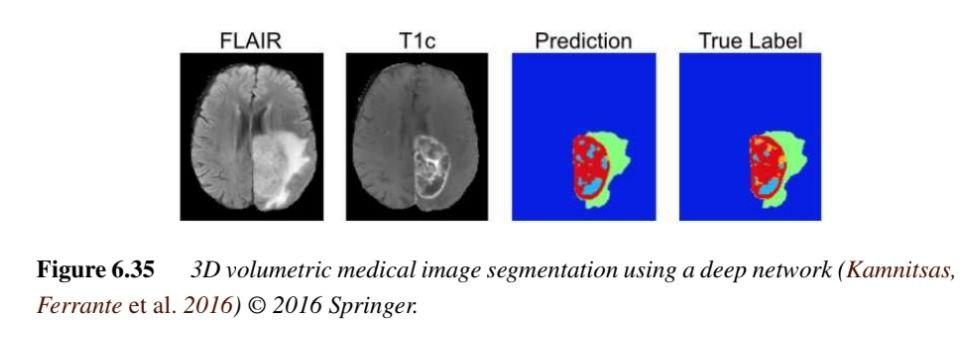 FLAIR T1c Prediction True Label
Figure 6.35 3D volumetric medical image segmentation using a deep network (Kamnitsas,
Ferrante et al. 2016) © 2016 Springer.